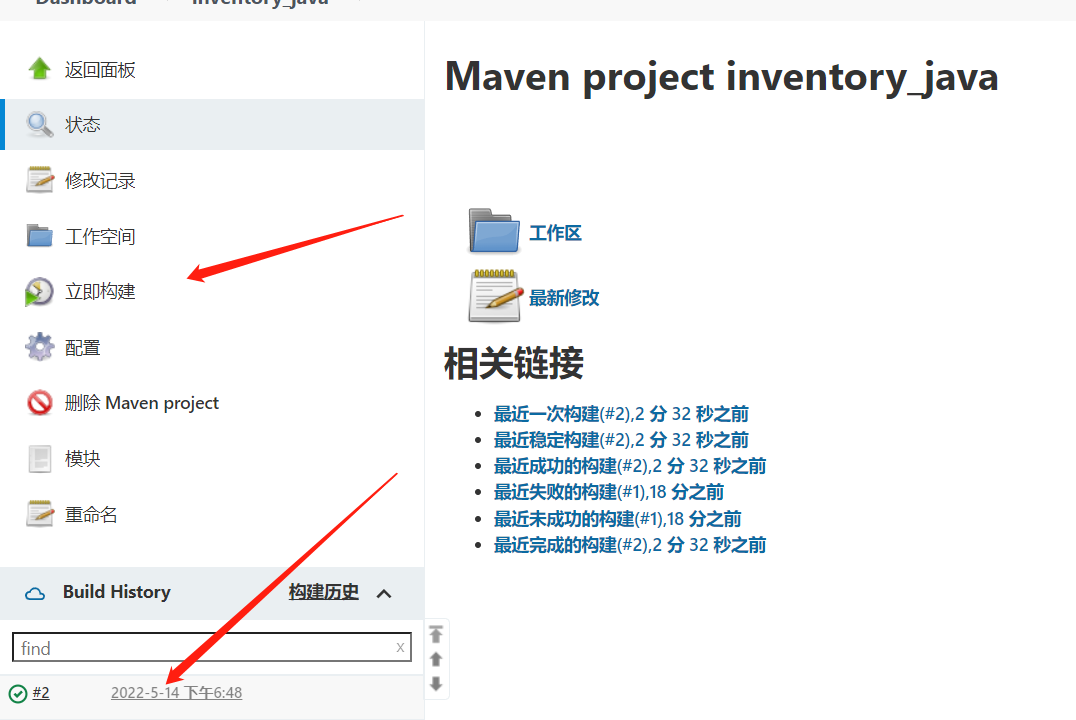 Dashboard
inventory_java
返回面板
状态
修改记录
工作空间
立即构建
配置
删除 Maven project
模块
重命名
Build History 构建历史
find x
#2 2022-5-14 下午6:48
Maven project inventory_java
工作区
最新修改
相关链接
最近一次构建(#2),2 分 32 秒之前
最近稳定构建(#2),2 分 32 秒之前
最近成功的构建(#2),2 分 32 秒之前
最近失败的构建(#1),18 分之前
最近未成功的构建(#1),18 分之前
最近完成的构建(#2),2 分 32 秒之前